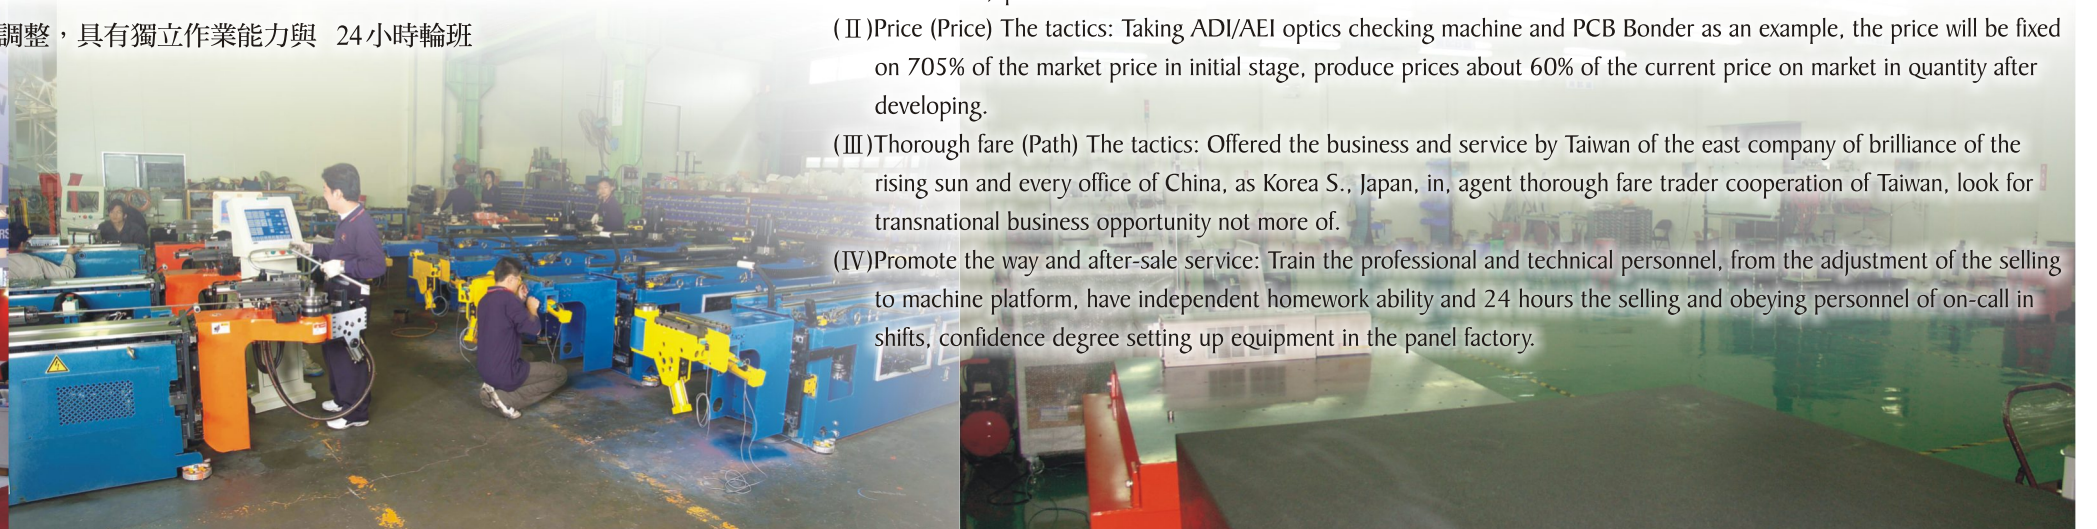 調整，具有獨立作業能力與 24小時輪班
(Ⅱ)Price (Price) The tactics: Taking ADI/AEI optics checking machine and PCB Bonder as an example, the price will be fixed
on 705% of the market price in initial stage, produce prices about 60% of the current price on market in quantity after
developing.
(Ⅲ)Thorough fare (Path) The tactics: Offered the business and service by Taiwan of the east company of brilliance of the
rising sun and every office of China, as Korea S., Japan, in, agent thorough fare trader cooperation of Taiwan, look for
transnational business opportunity not more of.
(Ⅳ)Promote the way and after-sale service: Train the professional and technical personnel, from the adjustment of the selling
to machine platform, have independent homework ability and 24 hours the selling and obeying personnel of on-call in
shifts, confidence degree setting up equipment in the panel factory.